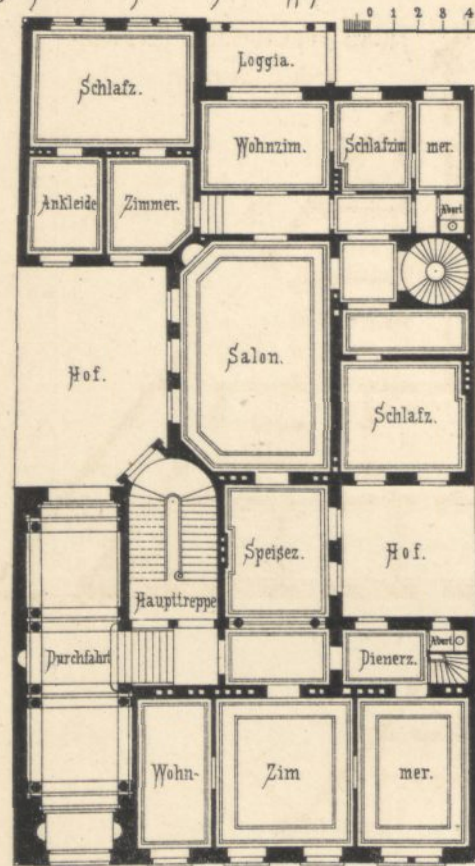 0 1 2 3 4
Loggia.
Schlafz.
Wohnzim. Schlafzim mer.
Ankleide Zimmer. Abort
Hof. Salon.
Schlafz.
Speisez. Hof.
Haupttreppe
Durchfahrt Dienerz. Abort
Wohn- Zim mer.